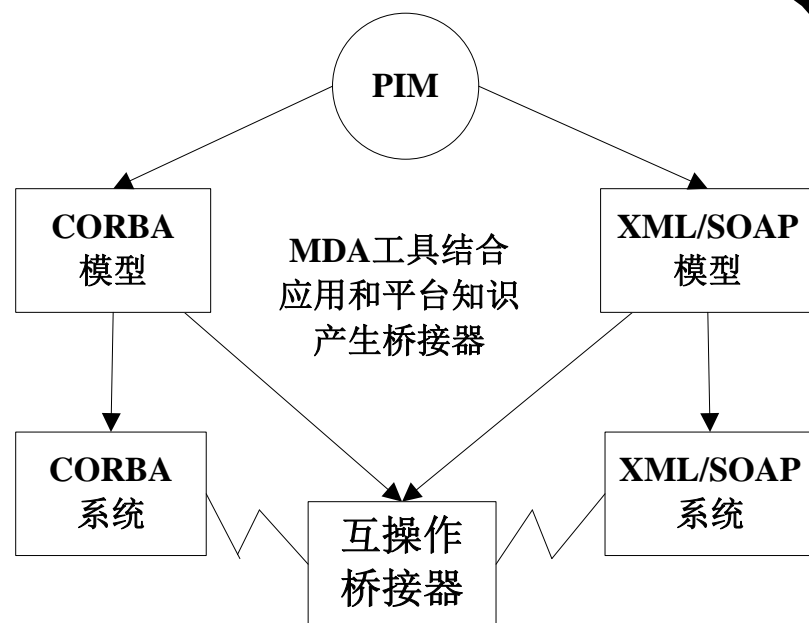 PIM
CORBA
模型
MDA工具结合
应用和平台知识
产生桥接器
XML/SOAP
模型
CORBA
系统
互操作
桥接器
XML/SOAP
系统